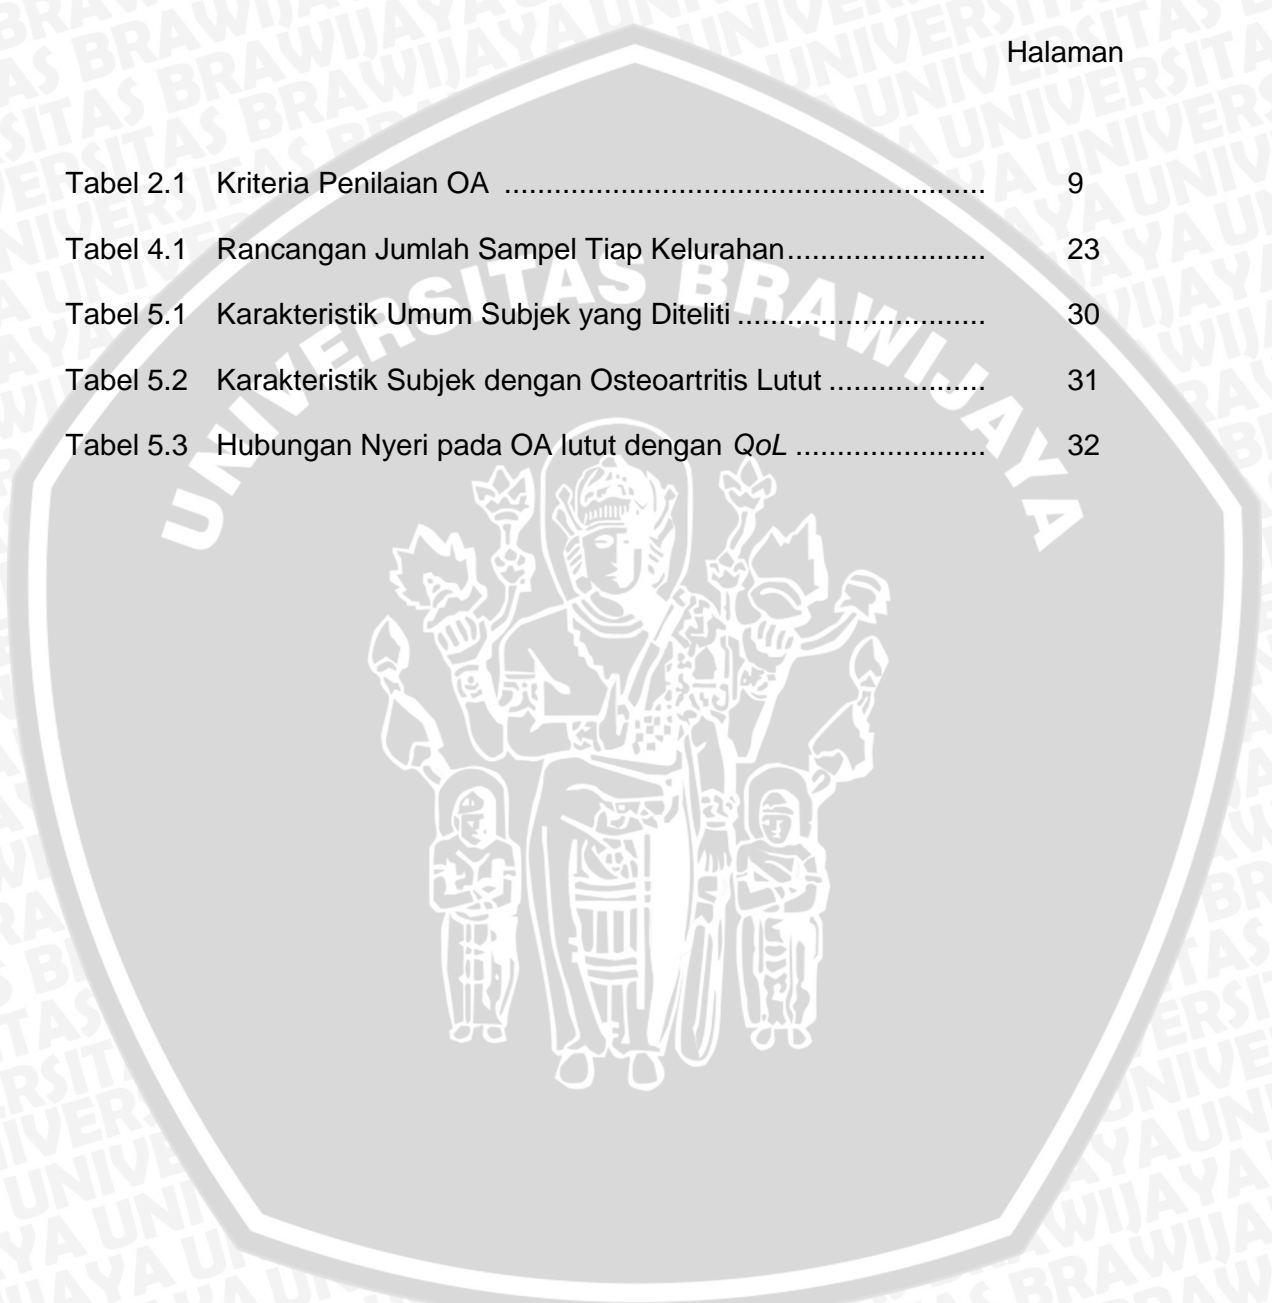 Halaman
Tabel 2.1 Kriteria Penilaian OA ....................................................... 9
Tabel 4.1 Rancangan Jumlah Sampel Tiap Kelurahan....................... 23
Tabel 5.1 Karakteristik Umum Subjek yang Diteliti ............................ 30
Tabel 5.2 Karakteristik Subjek dengan Osteoartritis Lutut .................. 31
Tabel 5.3 Hubungan Nyeri pada OA lutut dengan QoL ...................... 32
UNIVERSITAS BRAWIJAYA